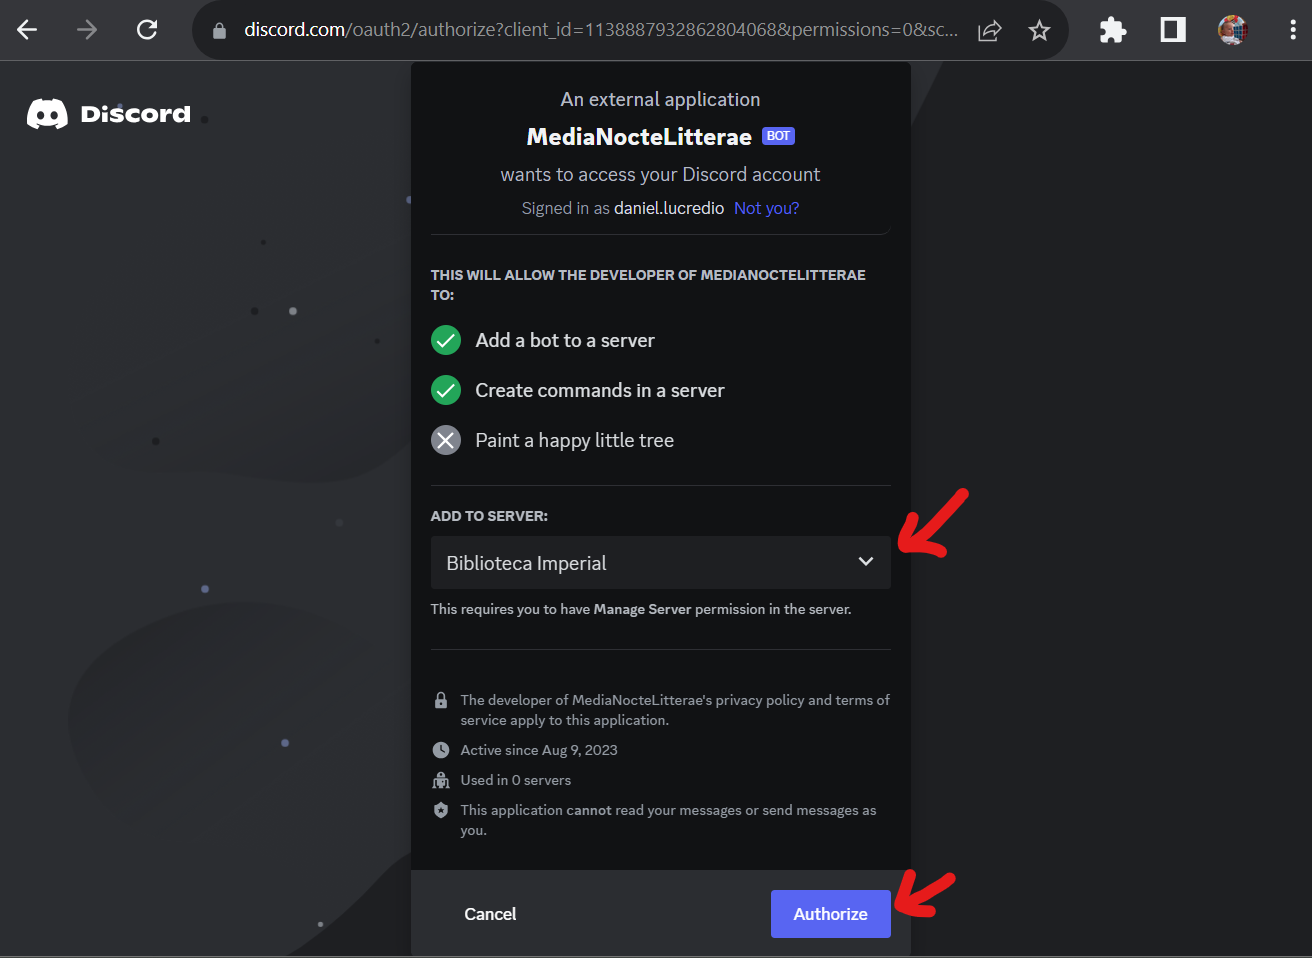 discord.com/oauth2/authorize?client_id=1138887932862804068&permissions=0&sc...
Discord
An external application
MediaNocteLitterae BOT
wants to access your Discord account
Signed in as daniel.lucredio Not you?
THIS WILL ALLOW THE DEVELOPER OF MEDIANOCTELITTERAE
TO:
Add a bot to a server
Create commands in a server
Paint a happy little tree
ADD TO SERVER:
Biblioteca Imperial
This requires you to have Manage Server permission in the server.
The developer of MediaNocteLitterae's privacy policy and terms of
service apply to this application.
Active since Aug 9, 2023
Used in 0 servers
This application cannot read your messages or send messages as
you.
Cancel
Authorize